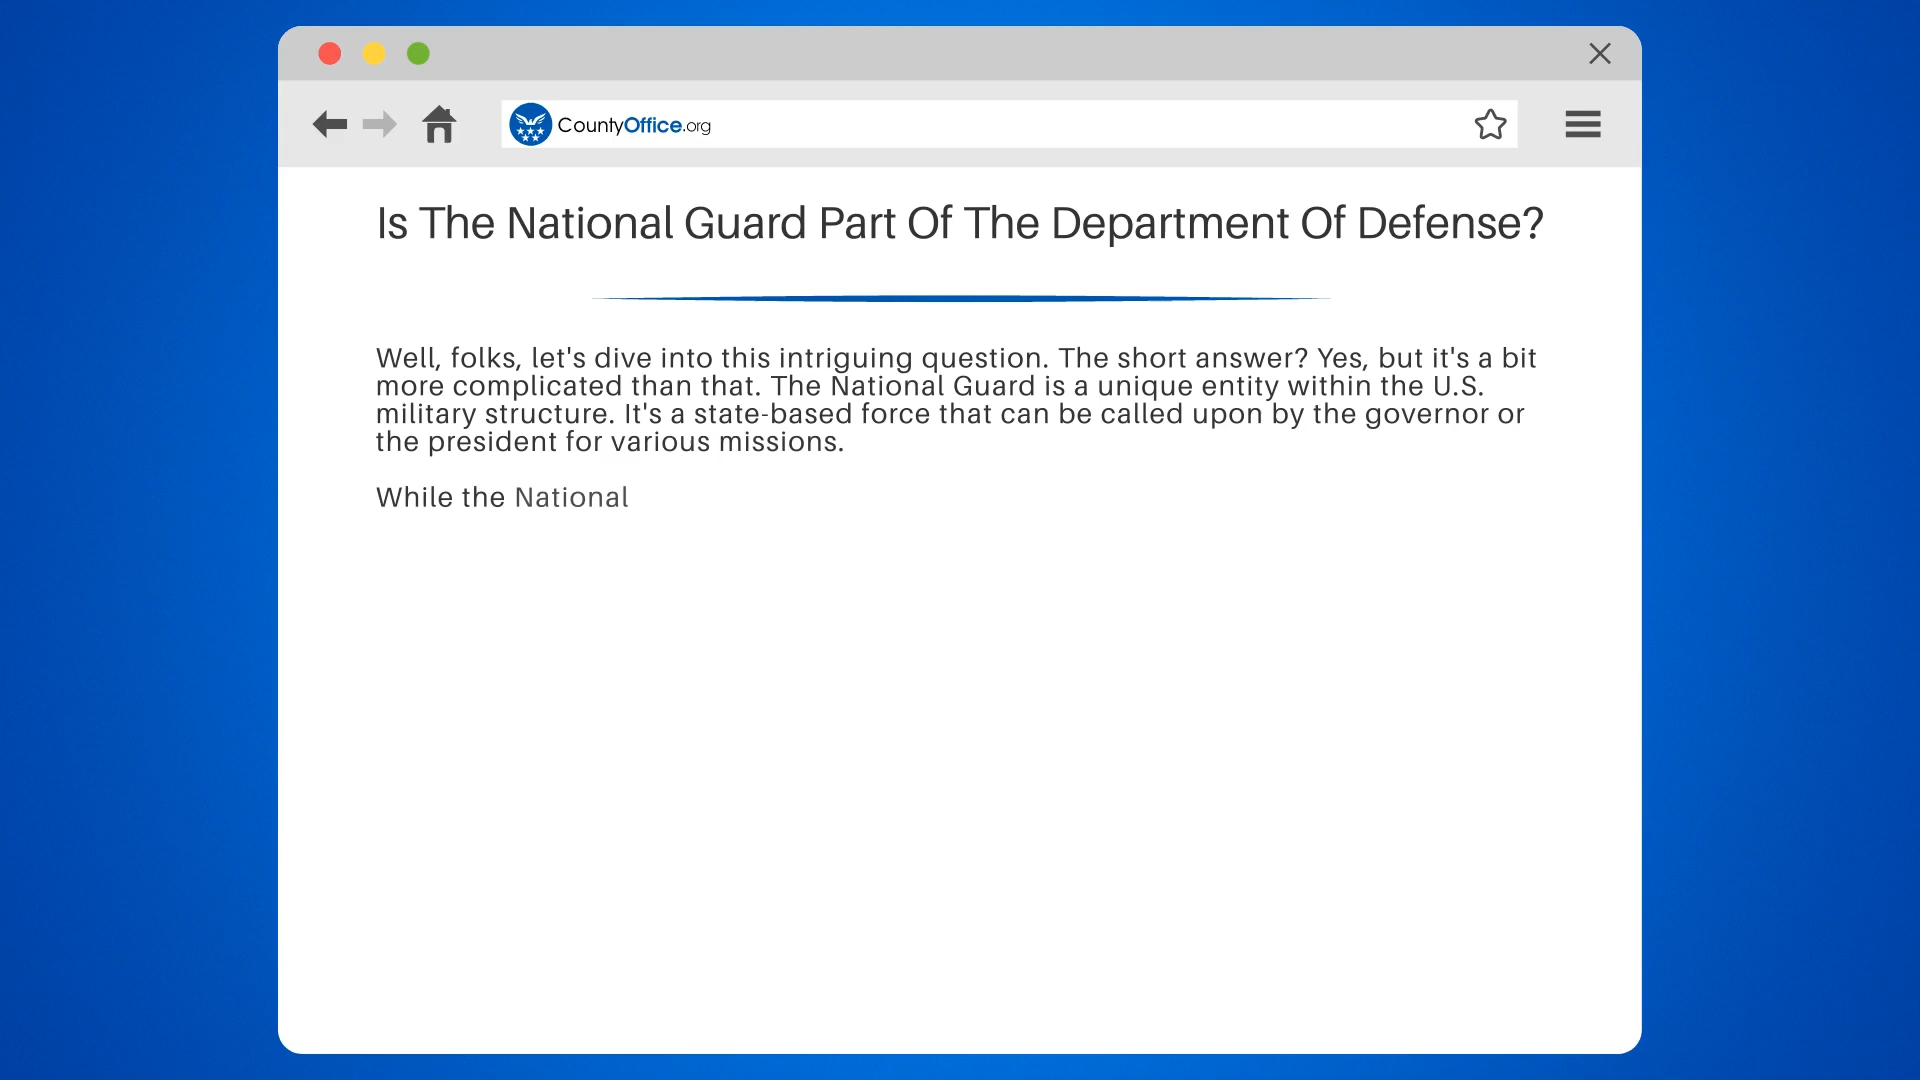 CountyOffice.org
Is The National Guard Part Of The Department Of Defense?
Well, folks, let's dive into this intriguing question. The short answer? Yes, but it's a bit
more complicated than that. The National Guard is a unique entity within the U.S.
military structure. It's a state-based force that can be called upon by the governor or
the president for various missions.
While the National